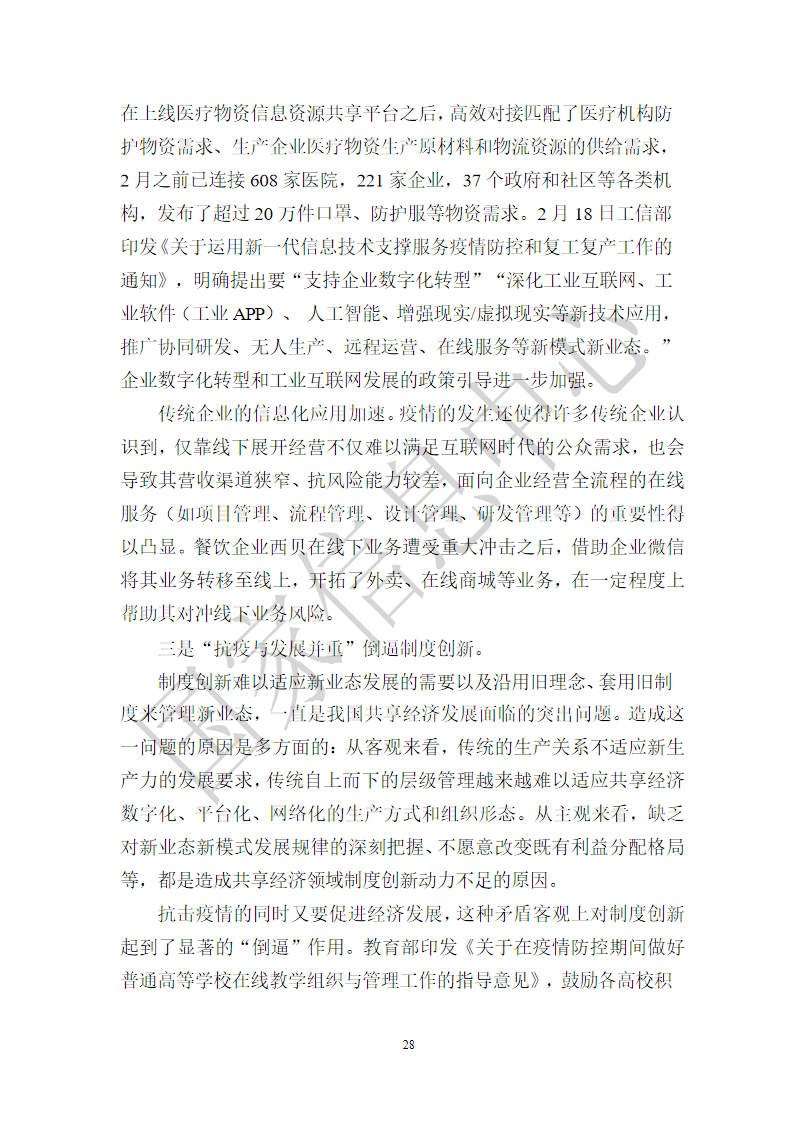 在上线医疗物资信息资源共享平台之后，高效对接匹配了医疗机构防
护物资需求、生产企业医疗物资生产原材料和物流资源的供给需求，
2 月之前已连接 608 家医院，221 家企业，37 个政府和社区等各类机
构，发布了超过 20 万件口罩、防护服等物资需求。2 月 18 日工信部
印发《关于运用新一代信息技术支撑服务疫情防控和复工复产工作的
通知》，明确提出要“支持企业数字化转型”“深化工业互联网、工
业软件（工业 APP）、 人工智能、增强现实/虚拟现实等新技术应用，
推广协同研发、无人生产、远程运营、在线服务等新模式新业态。”
企业数字化转型和工业互联网发展的政策引导进一步加强。
传统企业的信息化应用加速。疫情的发生还使得许多传统企业认
识到，仅靠线下展开经营不仅难以满足互联网时代的公众需求，也会
导致其营收渠道狭窄、抗风险能力较差，面向企业经营全流程的在线
服务（如项目管理、流程管理、设计管理、研发管理等）的重要性得
以凸显。餐饮企业西贝在线下业务遭受重大冲击之后，借助企业微信
将其业务转移至线上，开拓了外卖、在线商城等业务，在一定程度上
帮助其对冲线下业务风险。
三是“抗疫与发展并重”倒逼制度创新。
制度创新难以适应新业态发展的需要以及沿用旧理念、套用旧制
度来管理新业态，一直是我国共享经济发展面临的突出问题。造成这
一问题的原因是多方面的：从客观来看，传统的生产关系不适应新生
产力的发展要求，传统自上而下的层级管理越来越难以适应共享经济
数字化、平台化、网络化的生产方式和组织形态。从主观来看，缺乏
对新业态新模式发展规律的深刻把握、不愿意改变既有利益分配格局
等，都是造成共享经济领域制度创新动力不足的原因。
抗击疫情的同时又要促进经济发展，这种矛盾客观上对制度创新
起到了显著的“倒逼”作用。教育部印发《关于在疫情防控期间做好
普通高等学校在线教学组织与管理工作的指导意见》，鼓励各高校积
28
国家信息中心